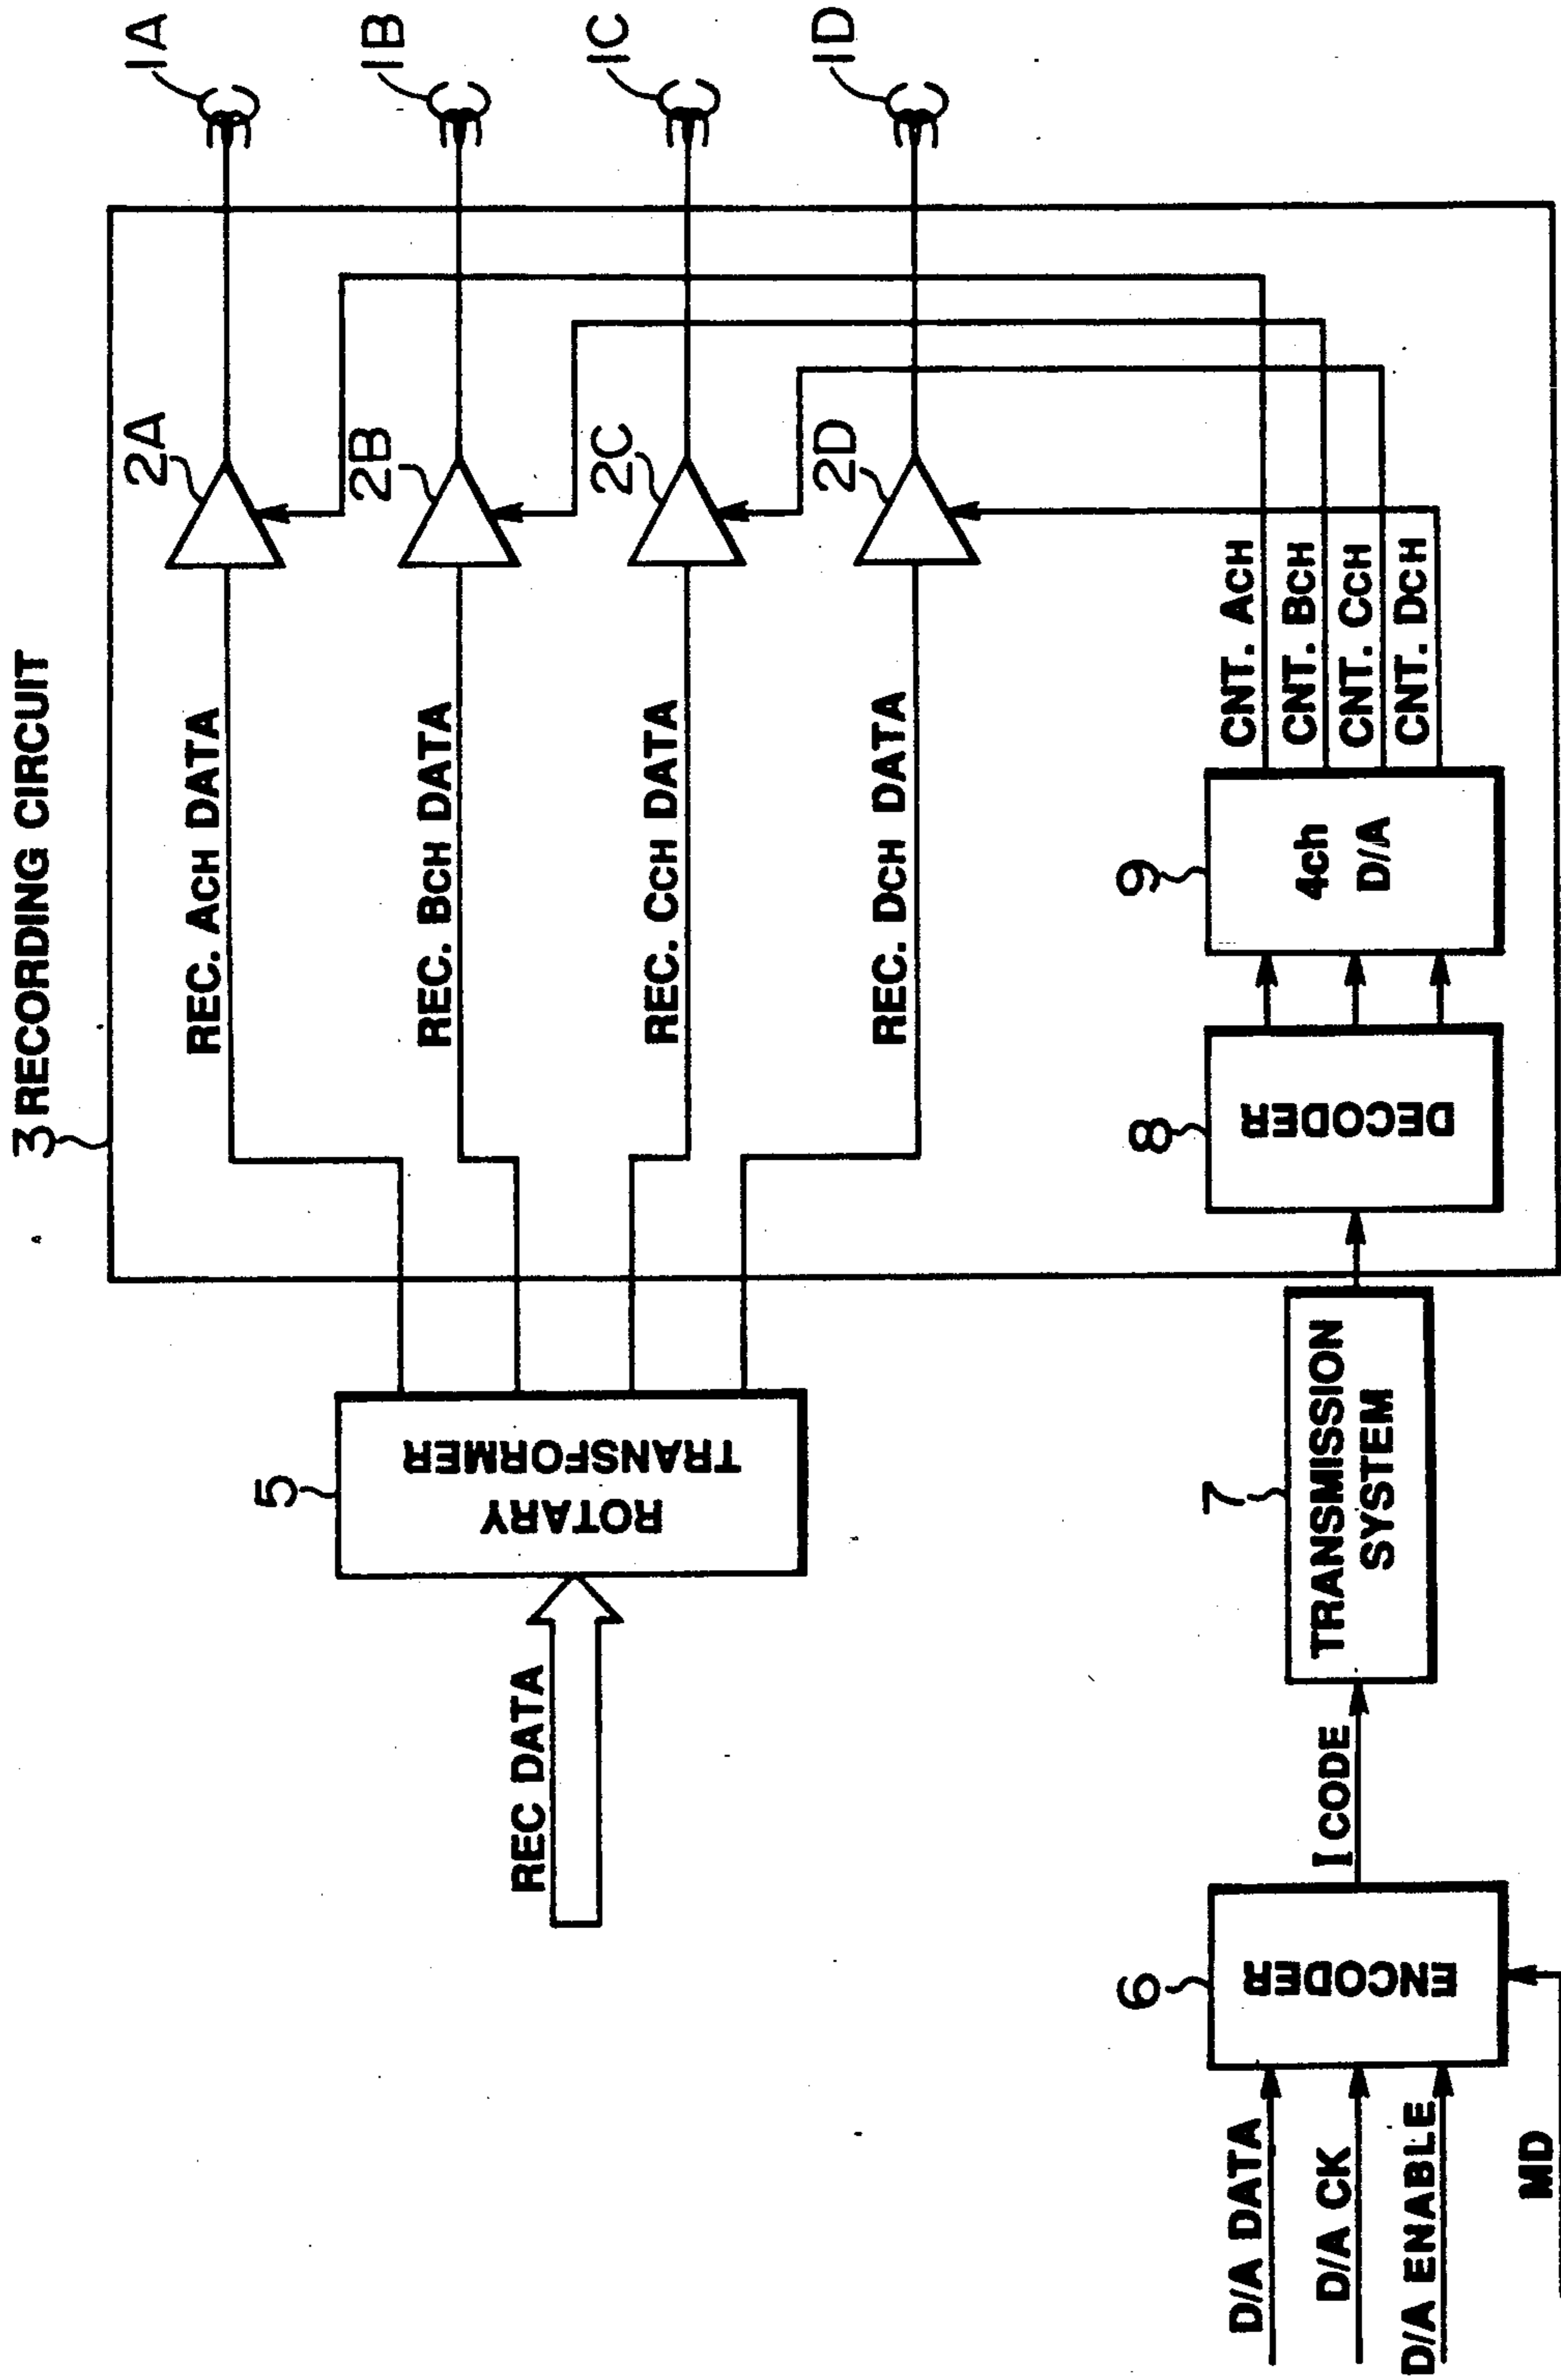 3 RECORDING CIRCUIT
1A
1B
1C
1D
2A
2B
2C
2D
REC. ACH DATA
REC. BCH DATA
REC. CCH DATA
REC. DCH DATA
5
ROTARY
TRANSFORMER
REC DATA
CNT. ACH
CNT. BCH
CNT. CCH
CNT. DCH
9
4ch
D/A
8
DECODER
7
TRANSMISSION
SYSTEM
I CODE
6
ENCODER
D/A DATA
D/A CK
D/A ENABLE
MD